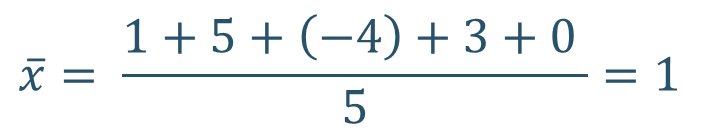 x̄ = (1 + 5 + (−4) + 3 + 0) / 5 = 1